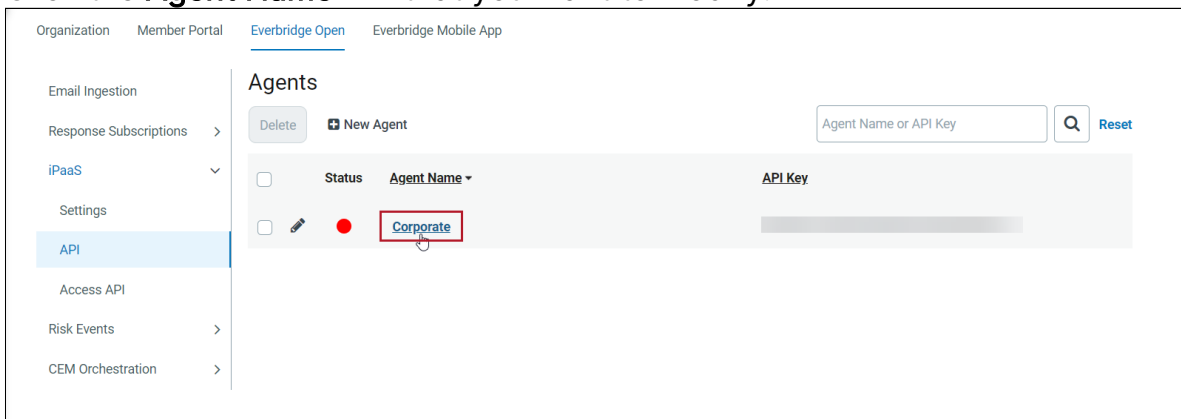 Organization Member Portal Everbridge Open Everbridge Mobile App
Email Ingestion
Response Subscriptions
iPaaS
Settings
API
Access API
Risk Events
CEM Orchestration
Agents
Delete New Agent Agent Name or API Key Reset
Status Agent Name API Key
Corporate